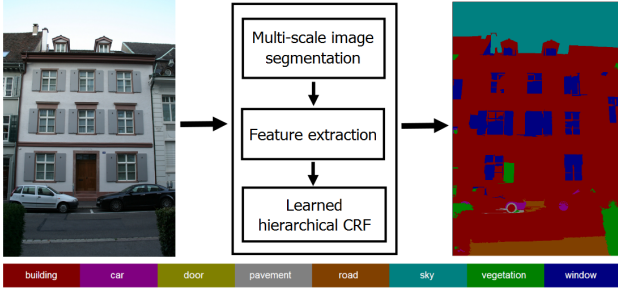 Multi-scale image
segmentation
Feature extraction
Learned
hierarchical CRF
building car door pavement road sky vegetation window